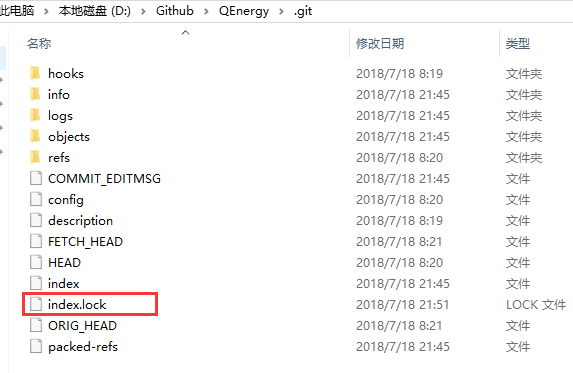 此电脑 > 本地磁盘 (D:) > Github > QEnergy > .git
名称 修改日期 类型
hooks 2018/7/18 8:19 文件夹
info 2018/7/18 21:45 文件夹
logs 2018/7/18 21:45 文件夹
objects 2018/7/18 21:45 文件夹
refs 2018/7/18 8:20 文件夹
COMMIT_EDITMSG 2018/7/18 21:45 文件
config 2018/7/18 8:20 文件
description 2018/7/18 8:19 文件
FETCH_HEAD 2018/7/18 8:21 文件
HEAD 2018/7/18 8:20 文件
index 2018/7/18 21:45 文件
index.lock 2018/7/18 21:51 LOCK 文件
ORIG_HEAD 2018/7/18 8:21 文件
packed-refs 2018/7/18 21:45 文件